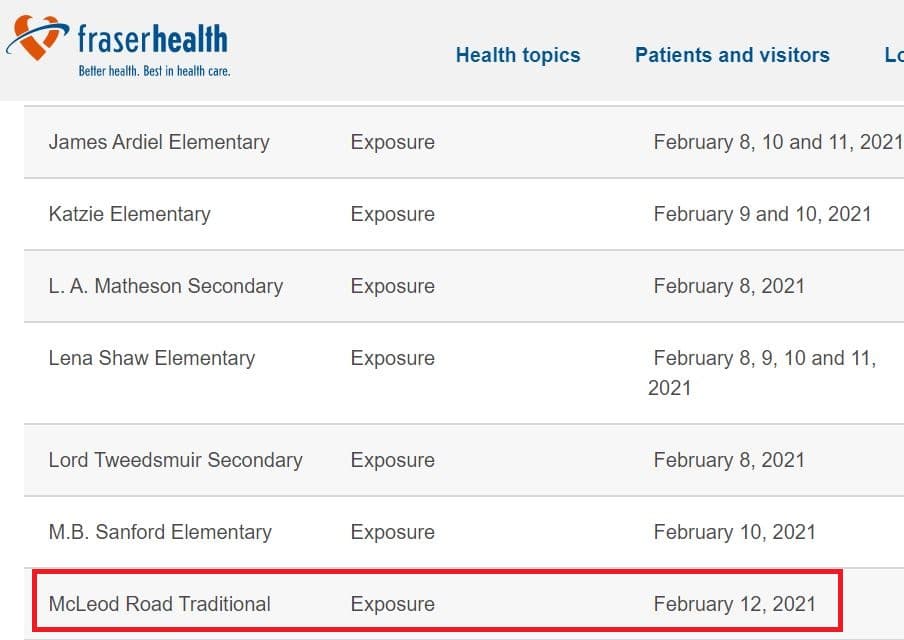 fraserhealth
Better health. Best in health care.
Health topics Patients and visitors Lo
James Ardiel Elementary Exposure February 8, 10 and 11, 2021
Katzie Elementary Exposure February 9 and 10, 2021
L. A. Matheson Secondary Exposure February 8, 2021
Lena Shaw Elementary Exposure February 8, 9, 10 and 11,
2021
Lord Tweedsmuir Secondary Exposure February 8, 2021
M.B. Sanford Elementary Exposure February 10, 2021
McLeod Road Traditional Exposure February 12, 2021